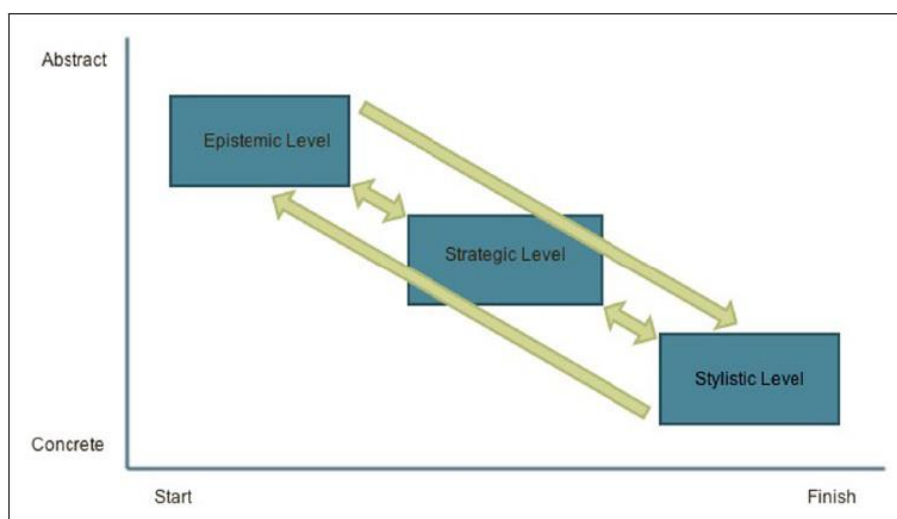 Abstract
Epistemic Level
Strategic Level
Stylistic Level
Concrete
Start
Finish